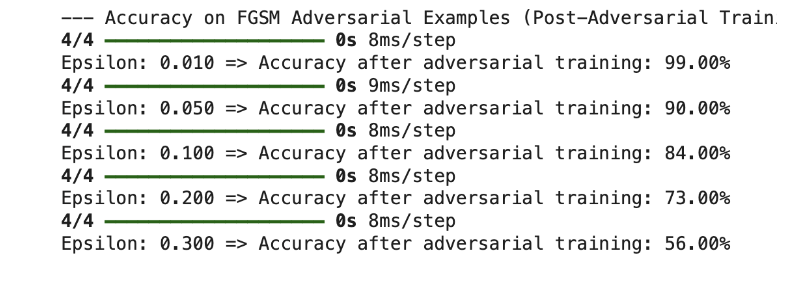 --- Accuracy on FGSM Adversarial Examples (Post-Adversarial Train
4/4 ━━━━━━━━━━━━━━━━━━━━ 0s 8ms/step
Epsilon: 0.010 => Accuracy after adversarial training: 99.00%
4/4 ━━━━━━━━━━━━━━━━━━━━ 0s 9ms/step
Epsilon: 0.050 => Accuracy after adversarial training: 90.00%
4/4 ━━━━━━━━━━━━━━━━━━━━ 0s 8ms/step
Epsilon: 0.100 => Accuracy after adversarial training: 84.00%
4/4 ━━━━━━━━━━━━━━━━━━━━ 0s 8ms/step
Epsilon: 0.200 => Accuracy after adversarial training: 73.00%
4/4 ━━━━━━━━━━━━━━━━━━━━ 0s 8ms/step
Epsilon: 0.300 => Accuracy after adversarial training: 56.00%